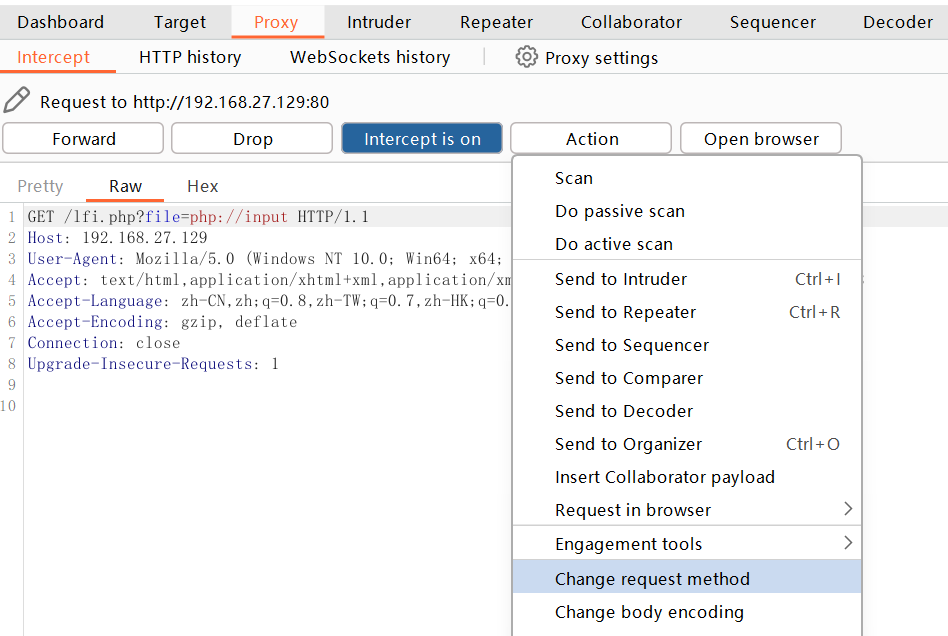 Dashboard Target Proxy Intruder Repeater Collaborator Sequencer Decoder
Intercept HTTP history WebSockets history Proxy settings
Request to http://192.168.27.129:80
Forward Drop Intercept is on Action Open browser
Pretty Raw Hex
1 GET /lfi.php?file=php://input HTTP/1.1
2 Host: 192.168.27.129
3 User-Agent: Mozilla/5.0 (Windows NT 10.0; Win64; x64;
4 Accept: text/html,application/xhtml+xml,application/xm
5 Accept-Language: zh-CN,zh;q=0.8,zh-TW;q=0.7,zh-HK;q=0.
6 Accept-Encoding: gzip, deflate
7 Connection: close
8 Upgrade-Insecure-Requests: 1
9
10
Scan
Do passive scan
Do active scan
Send to Intruder Ctrl+I
Send to Repeater Ctrl+R
Send to Sequencer
Send to Comparer
Send to Decoder
Send to Organizer Ctrl+O
Insert Collaborator payload
Request in browser
Engagement tools
Change request method
Change body encoding